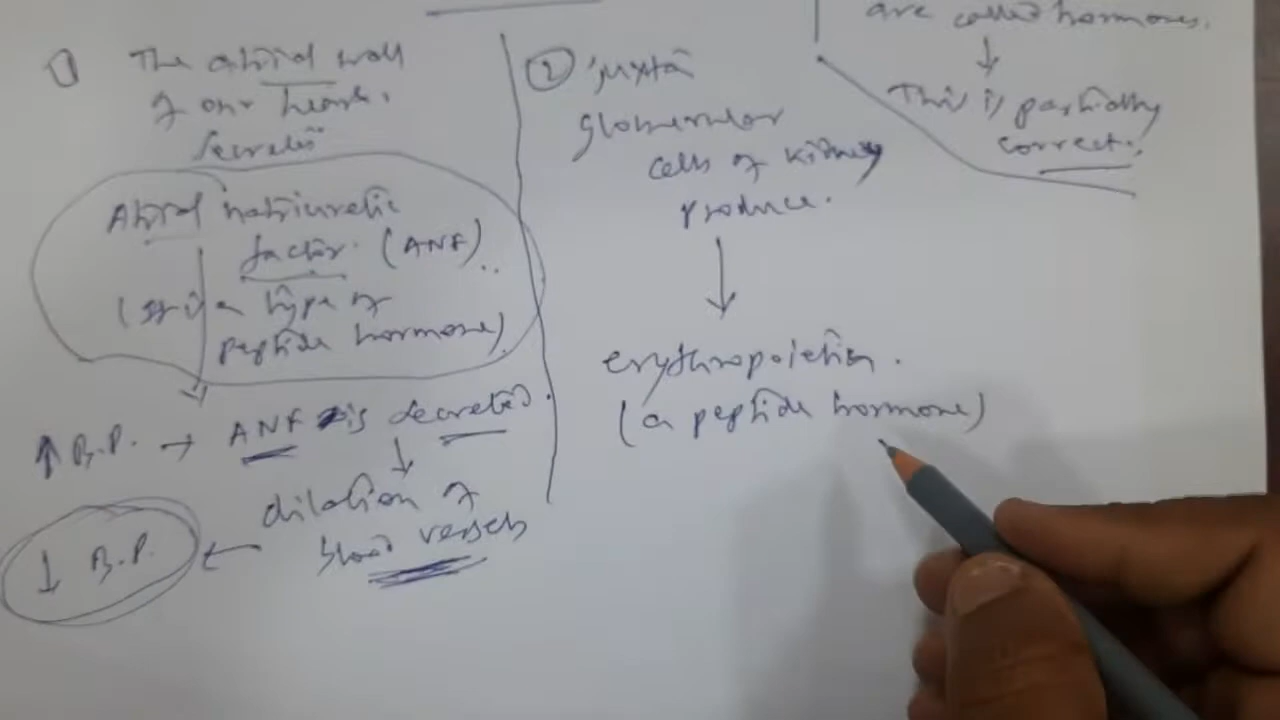 are called hormones.
↓
This is partially
correct.
① The atrial wall
of our heart.
Secretes
Atrial natriuretic
factor. (ANF)..
(It is a type of
peptide hormone)
↑ B.P. → ANF is secreted.
↓
dilation of
blood vessels
↓ B.P. ←
② juxta
glomerular
cells of kidney
produce.
↓
erythropoietin.
(a peptide hormone)